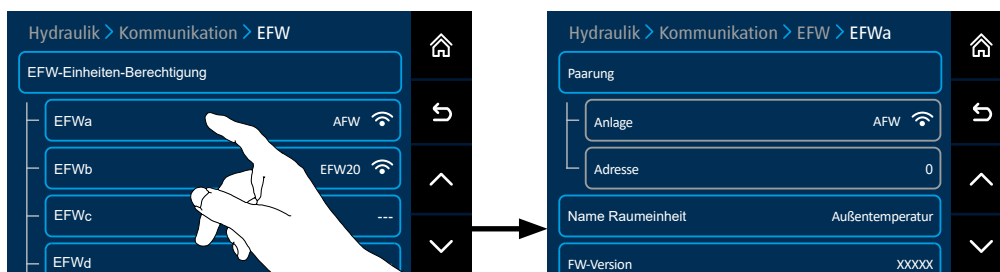 Hydraulik > Kommunikation > EFW
EFW-Einheiten-Berechtigung
EFWa AFW
EFWb EFW20
EFWc ---
EFWd
Hydraulik > Kommunikation > EFW > EFWa
Paarung
Anlage AFW
Adresse 0
Name Raumeinheit Außentemperatur
FW-Version XXXXX